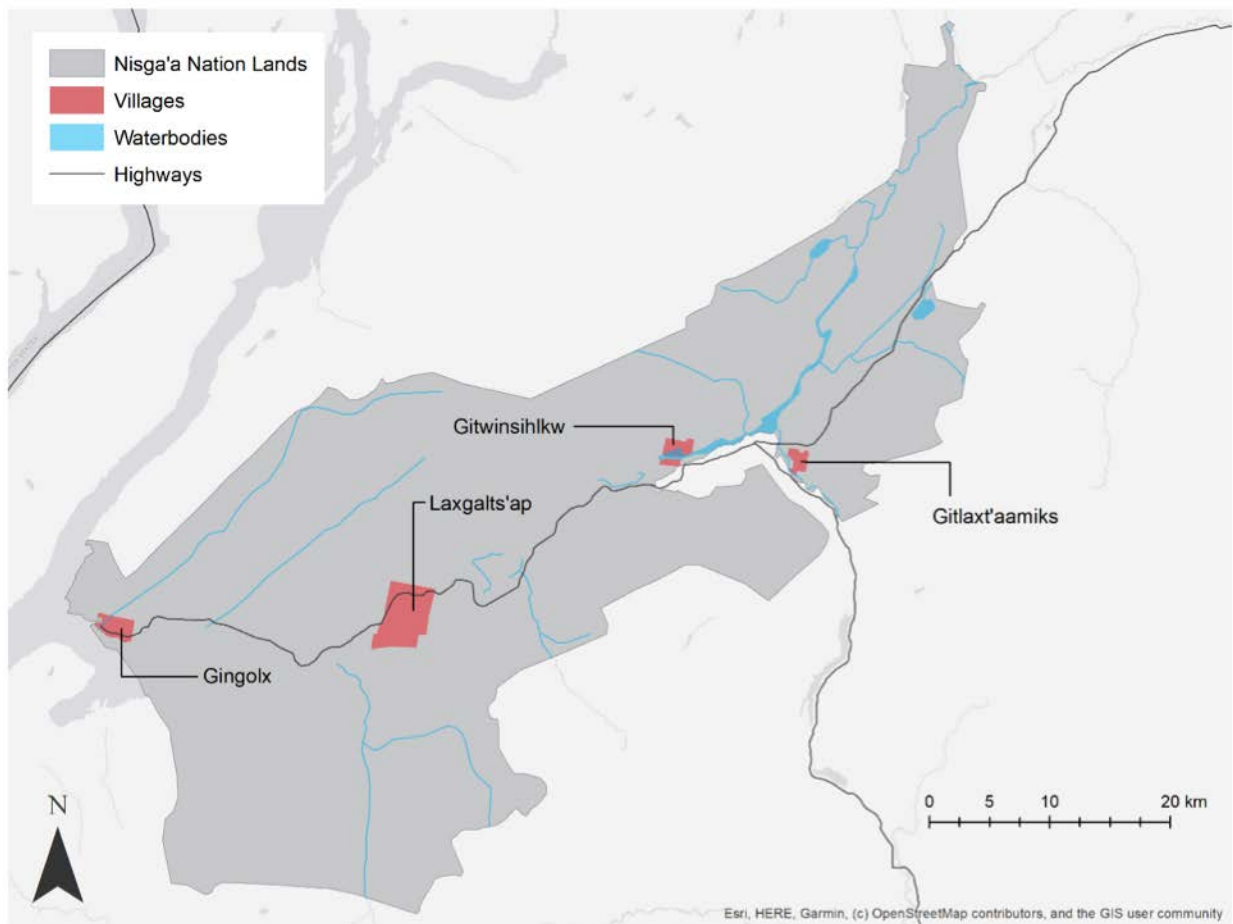 Nisga'a Nation Lands
Villages
Waterbodies
Highways
Gitwinsihlkw
Laxgalts'ap
Gitlaxt'aamiks
Gingolx
N
0 5 10 20 km
Esri, HERE, Garmin, (c) OpenStreetMap contributors, and the GIS user community